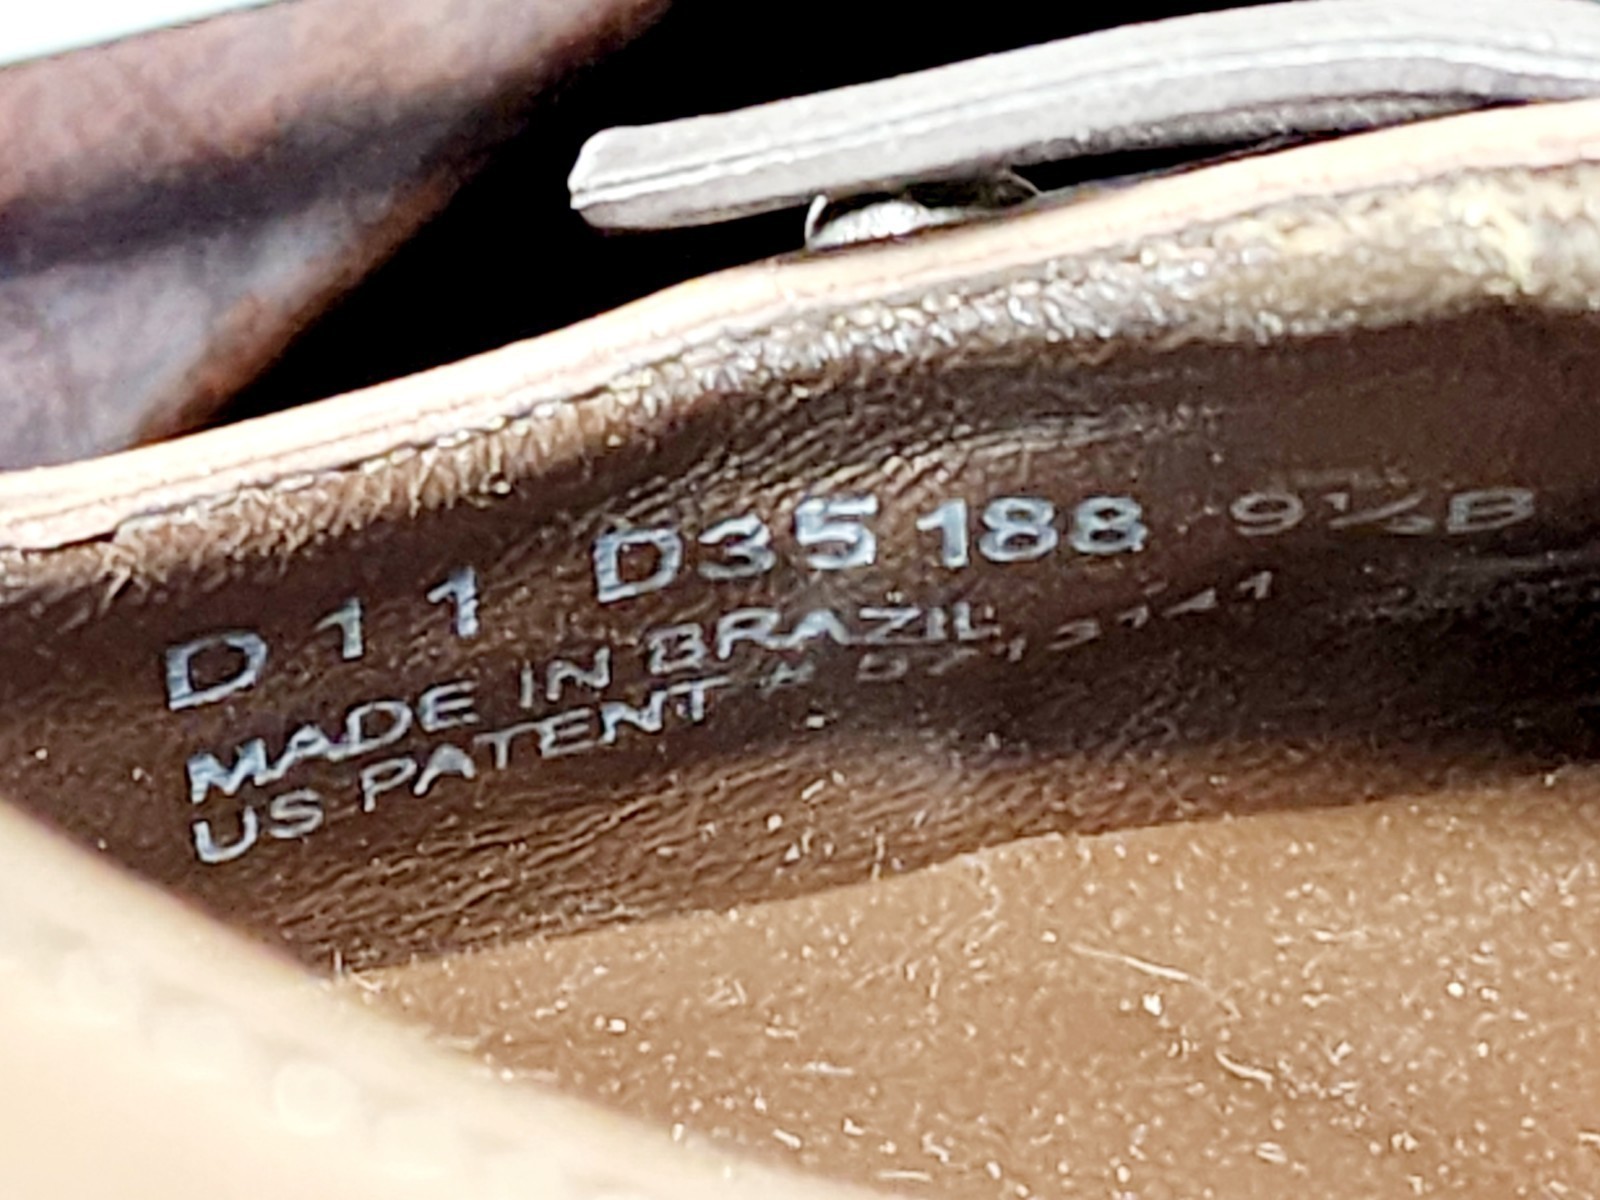 D11 D35188 9½B
MADE IN BRAZIL
US PATENT #